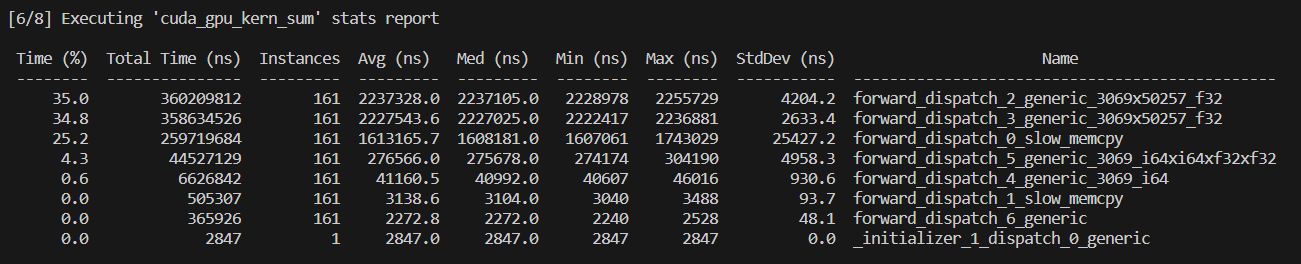 [6/8] Executing 'cuda_gpu_kern_sum' stats report
Time (%) Total Time (ns) Instances Avg (ns) Med (ns) Min (ns) Max (ns) StdDev (ns) Name
-------- --------------- --------- --------- --------- -------- -------- ----------- --------------------------------------------
35.0 360209812 161 2237328.0 2237105.0 2228978 2255729 4204.2 forward_dispatch_2_generic_3069x50257_f32
34.8 358634526 161 2227543.6 2227025.0 2222417 2236881 2633.4 forward_dispatch_3_generic_3069x50257_f32
25.2 259719684 161 1613165.7 1608181.0 1607061 1743029 25427.2 forward_dispatch_0_slow_memcpy
4.3 44527129 161 276566.0 275678.0 274174 304190 4958.3 forward_dispatch_5_generic_3069_i64xi64xf32xf32
0.6 6626842 161 41160.5 40992.0 40607 46016 930.6 forward_dispatch_4_generic_3069_i64
0.0 505307 161 3138.6 3104.0 3040 3488 93.7 forward_dispatch_1_slow_memcpy
0.0 365926 161 2272.8 2272.0 2240 2528 48.1 forward_dispatch_6_generic
0.0 2847 1 2847.0 2847.0 2847 2847 0.0 _initializer_1_dispatch_0_generic